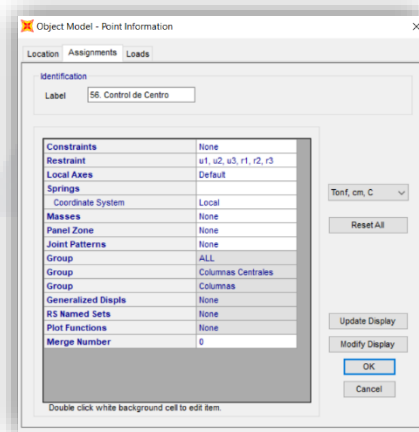 Object Model - Point Information
Location Assignments Loads
Identification
Label 56. Control de Centro
Constraints None
Restraint u1, u2, u3, r1, r2, r3
Local Axes Default
Springs
Coordinate System Local
Masses None
Panel Zone None
Joint Patterns None
Group ALL
Group Columnas Centrales
Group Columnas
Generalized Displs None
RS Named Sets None
Plot Functions None
Merge Number 0
Tonf, cm, C
Reset All
Update Display
Modify Display
OK
Cancel
Double click white background cell to edit item.